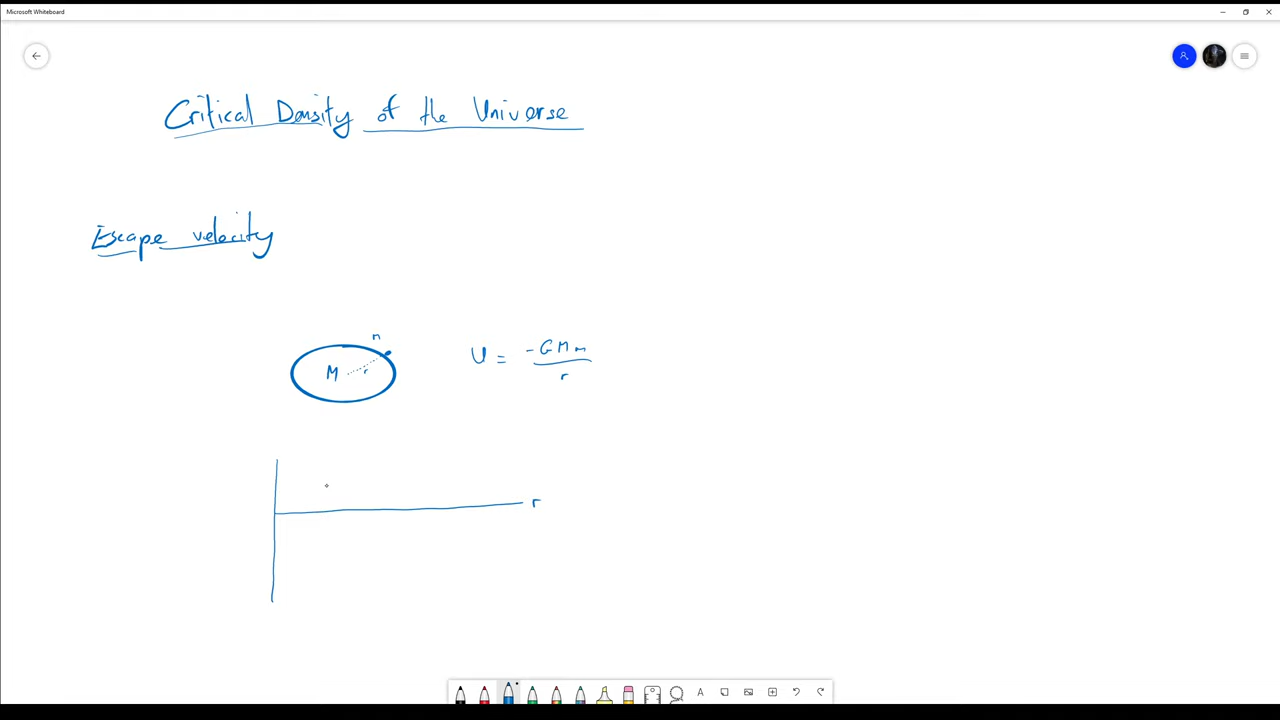 Microsoft Whiteboard
Critical Density of the Universe
Escape velocity
m
M r
U = -GMm / r
r
A